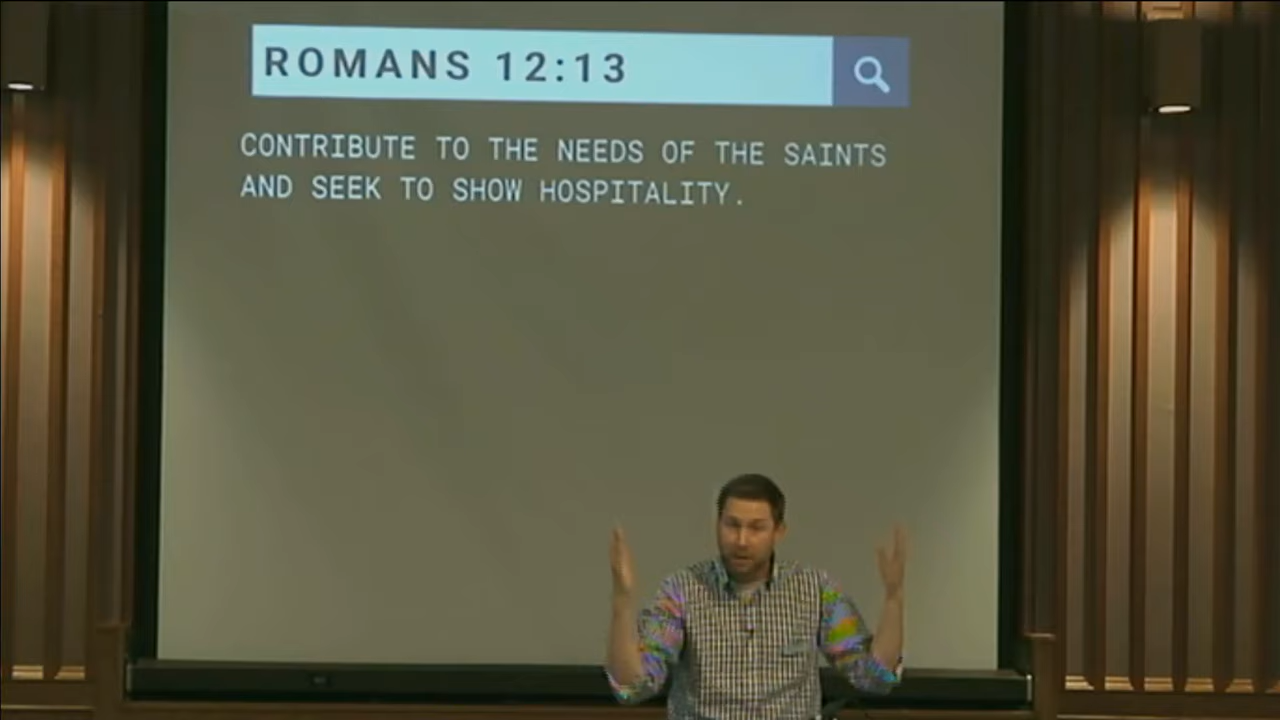 ROMANS 12:13
CONTRIBUTE TO THE NEEDS OF THE SAINTS
AND SEEK TO SHOW HOSPITALITY.